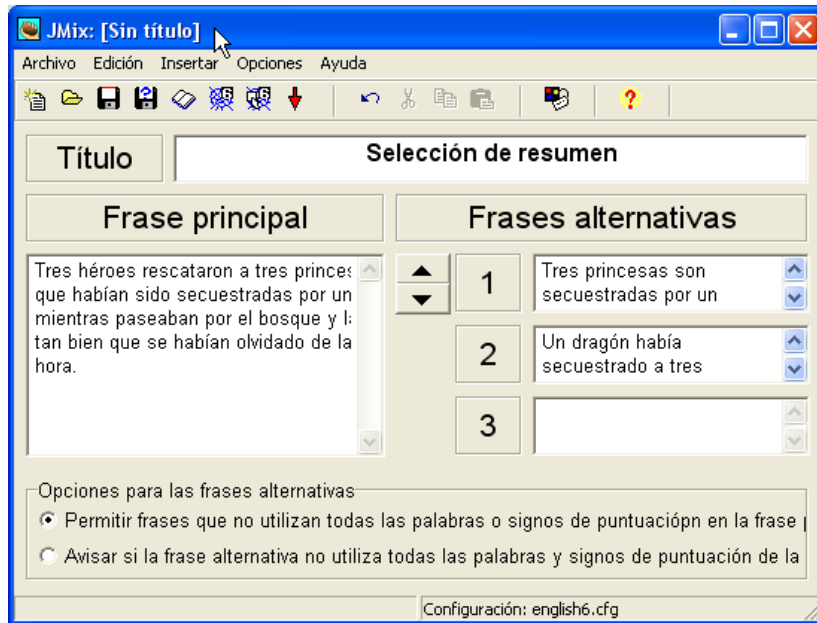 JMix: [Sin título]
Archivo Edición Insertar Opciones Ayuda
Título
Selección de resumen
Frase principal
Frases alternativas
Tres héroes rescataron a tres princes
que habían sido secuestradas por un
mientras paseaban por el bosque y
tan bien que se habían olvidado de la
hora.
1
Tres princesas son
secuestradas por un
2
Un dragón había
secuestrado a tres
3
Opciones para las frases alternativas
Permitir frases que no utilizan todas las palabras o signos de puntuaciópn en la frase
Avisar si la frase alternativa no utiliza todas las palabras y signos de puntuación de la
Configuración: english6.cfg